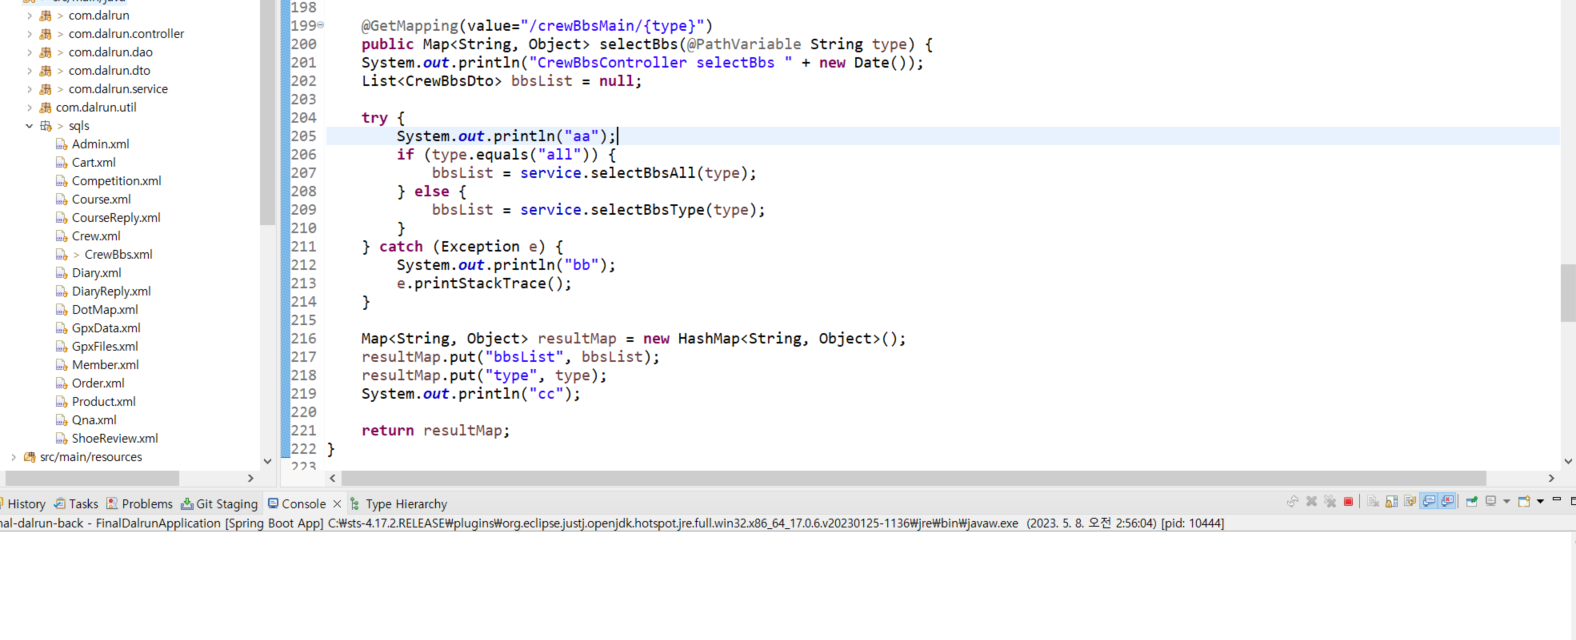 src/main/java
> com.dalrun
> com.dalrun.controller
> com.dalrun.dao
> com.dalrun.dto
> com.dalrun.service
com.dalrun.util
> sqls
Admin.xml
Cart.xml
Competition.xml
Course.xml
CourseReply.xml
Crew.xml
> CrewBbs.xml
Diary.xml
DiaryReply.xml
DotMap.xml
GpxData.xml
GpxFiles.xml
Member.xml
Order.xml
Product.xml
Qna.xml
ShoeReview.xml
src/main/resources
198
199 @GetMapping(value="/crewBbsMain/{type}")
200 public Map<String, Object> selectBbs(@PathVariable String type) {
201 System.out.println("CrewBbsController selectBbs " + new Date());
202 List<CrewBbsDto> bbsList = null;
203
204 try {
205 System.out.println("aa");
206 if (type.equals("all")) {
207 bbsList = service.selectBbsAll(type);
208 } else {
209 bbsList = service.selectBbsType(type);
210 }
211 } catch (Exception e) {
212 System.out.println("bb");
213 e.printStackTrace();
214 }
215
216 Map<String, Object> resultMap = new HashMap<String, Object>();
217 resultMap.put("bbsList", bbsList);
218 resultMap.put("type", type);
219 System.out.println("cc");
220
221 return resultMap;
222 }
223
History Tasks Problems Git Staging Console Type Hierarchy
nal-dalrun-back - FinalDalrunApplication [Spring Boot App] C:₩sts-4.17.2.RELEASE₩plugins₩org.eclipse.justj.openjdk.hotspot.jre.full.win32.x86_64_17.0.6.v20230125-1136₩jre₩bin₩javaw.exe (2023. 5. 8. 오전 2:56:04) [pid: 10444]